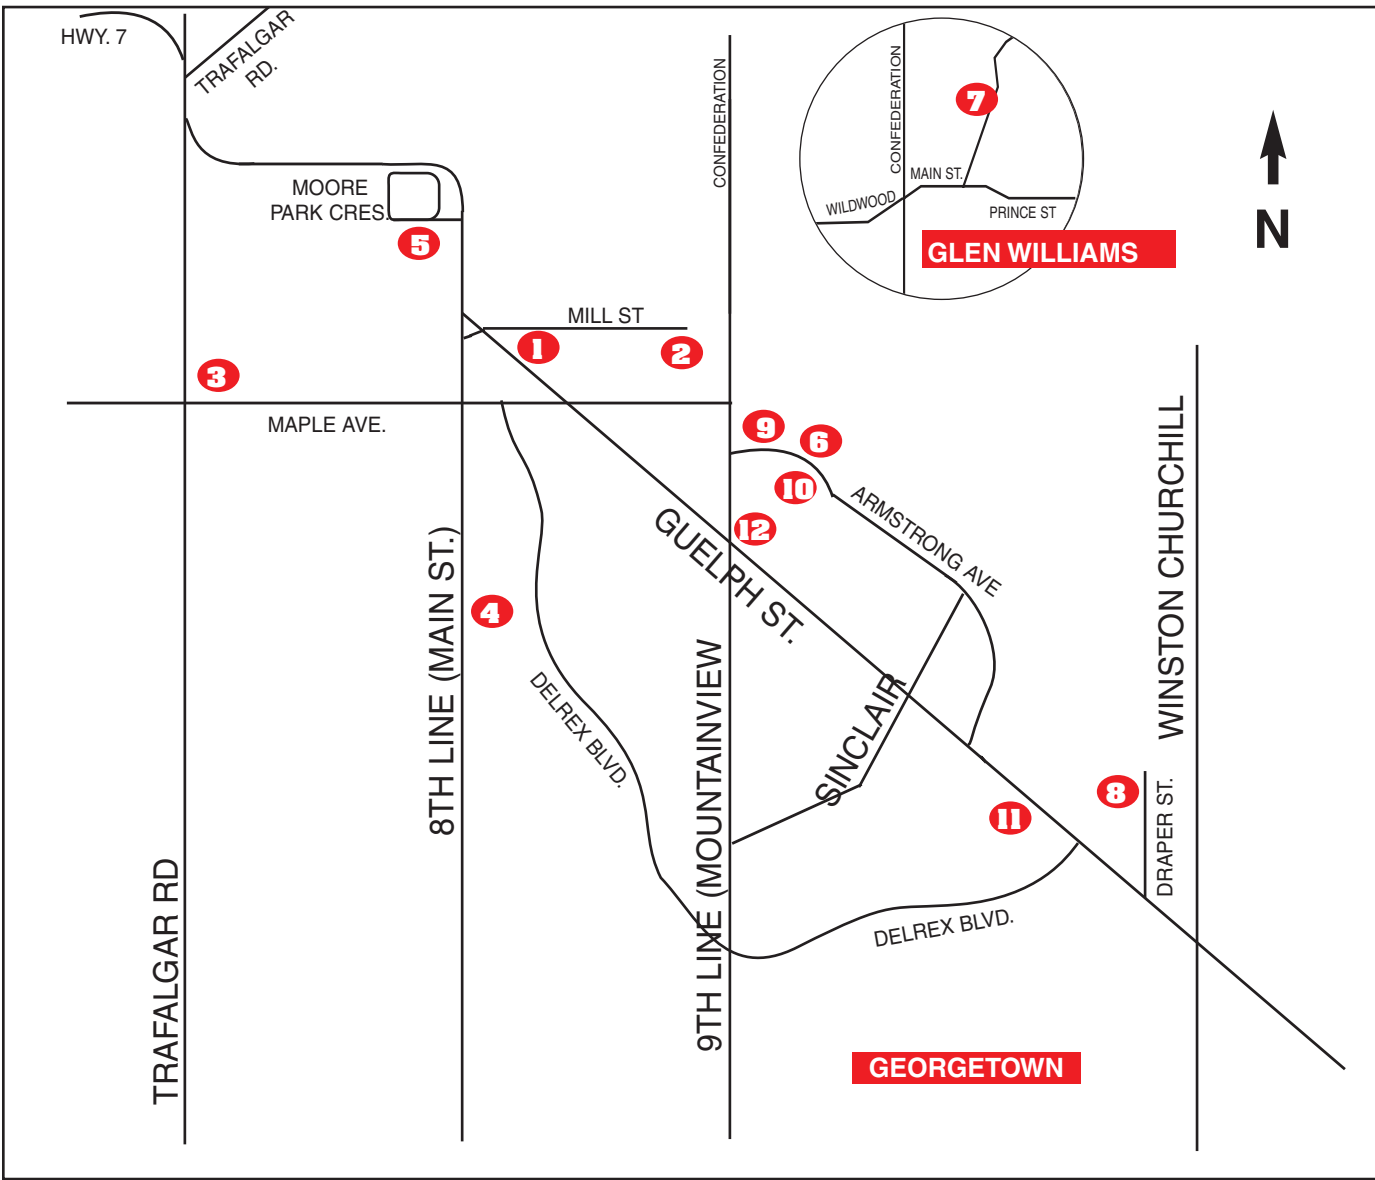 HWY. 7
TRAFALGAR
RD.
CONFEDERATION
CONFEDERATION
7
MAIN ST.
WILDWOOD
PRINCE ST
GLEN WILLIAMS
N
MOORE
PARK CRES.
5
MILL ST
1
2
3
MAPLE AVE.
9
6
10
12
ARMSTRONG AVE
GUELPH ST.
WINSTON CHURCHILL
8TH LINE (MAIN ST.)
4
DELREX BLVD.
9TH LINE (MOUNTAINVIEW
SINCLAIR
8
11
DRAPER ST.
TRAFALGAR RD
DELREX BLVD.
GEORGETOWN